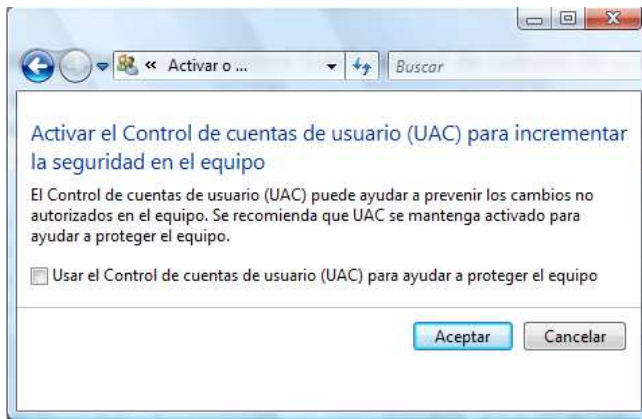 « Activar o ...
Buscar
Activar el Control de cuentas de usuario (UAC) para incrementar
la seguridad en el equipo
El Control de cuentas de usuario (UAC) puede ayudar a prevenir los cambios no
autorizados en el equipo. Se recomienda que UAC se mantenga activado para
ayudar a proteger el equipo.
Usar el Control de cuentas de usuario (UAC) para ayudar a proteger el equipo
Aceptar Cancelar